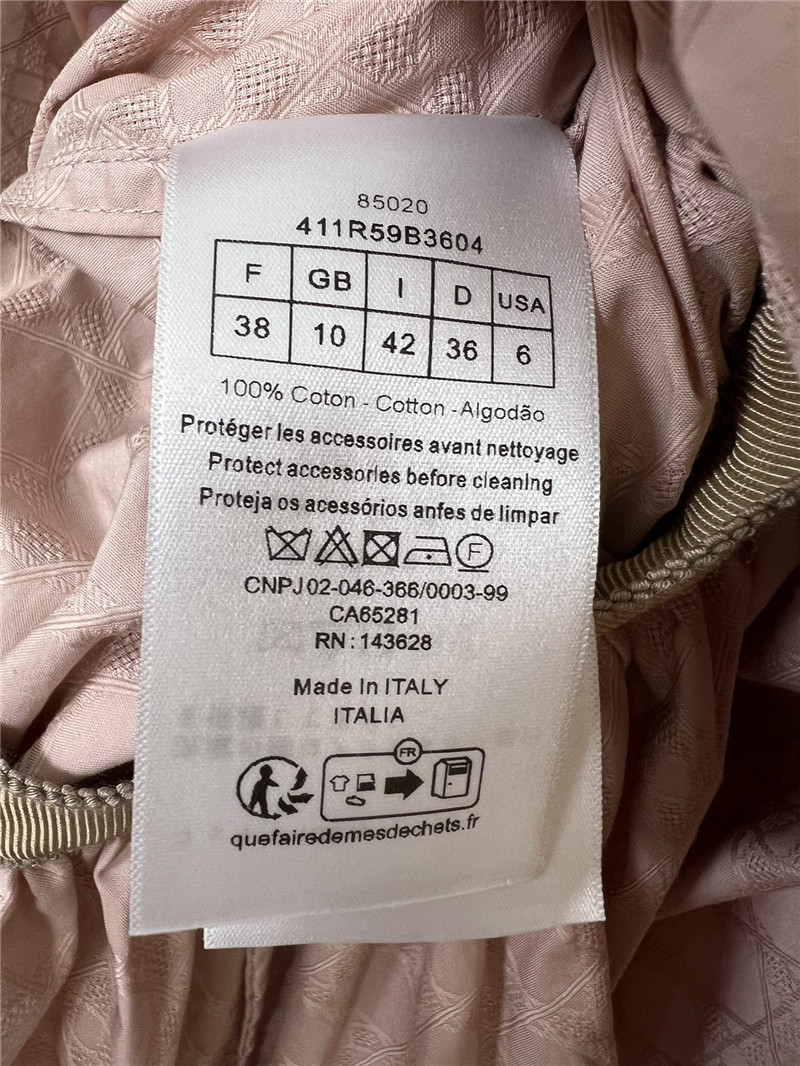 85020
411R59B3604
F GB I D USA
38 10 42 36 6
100% Coton - Cotton - Algodão
Protéger les accessoires avant nettoyage
Protect accessories before cleaning
Proteja os acessórios anfes de limpar
F
CNPJ 02-046-366/0003-99
CA65281
RN : 143628
Made In ITALY
ITALIA
FR
quefairedemesdechets.fr